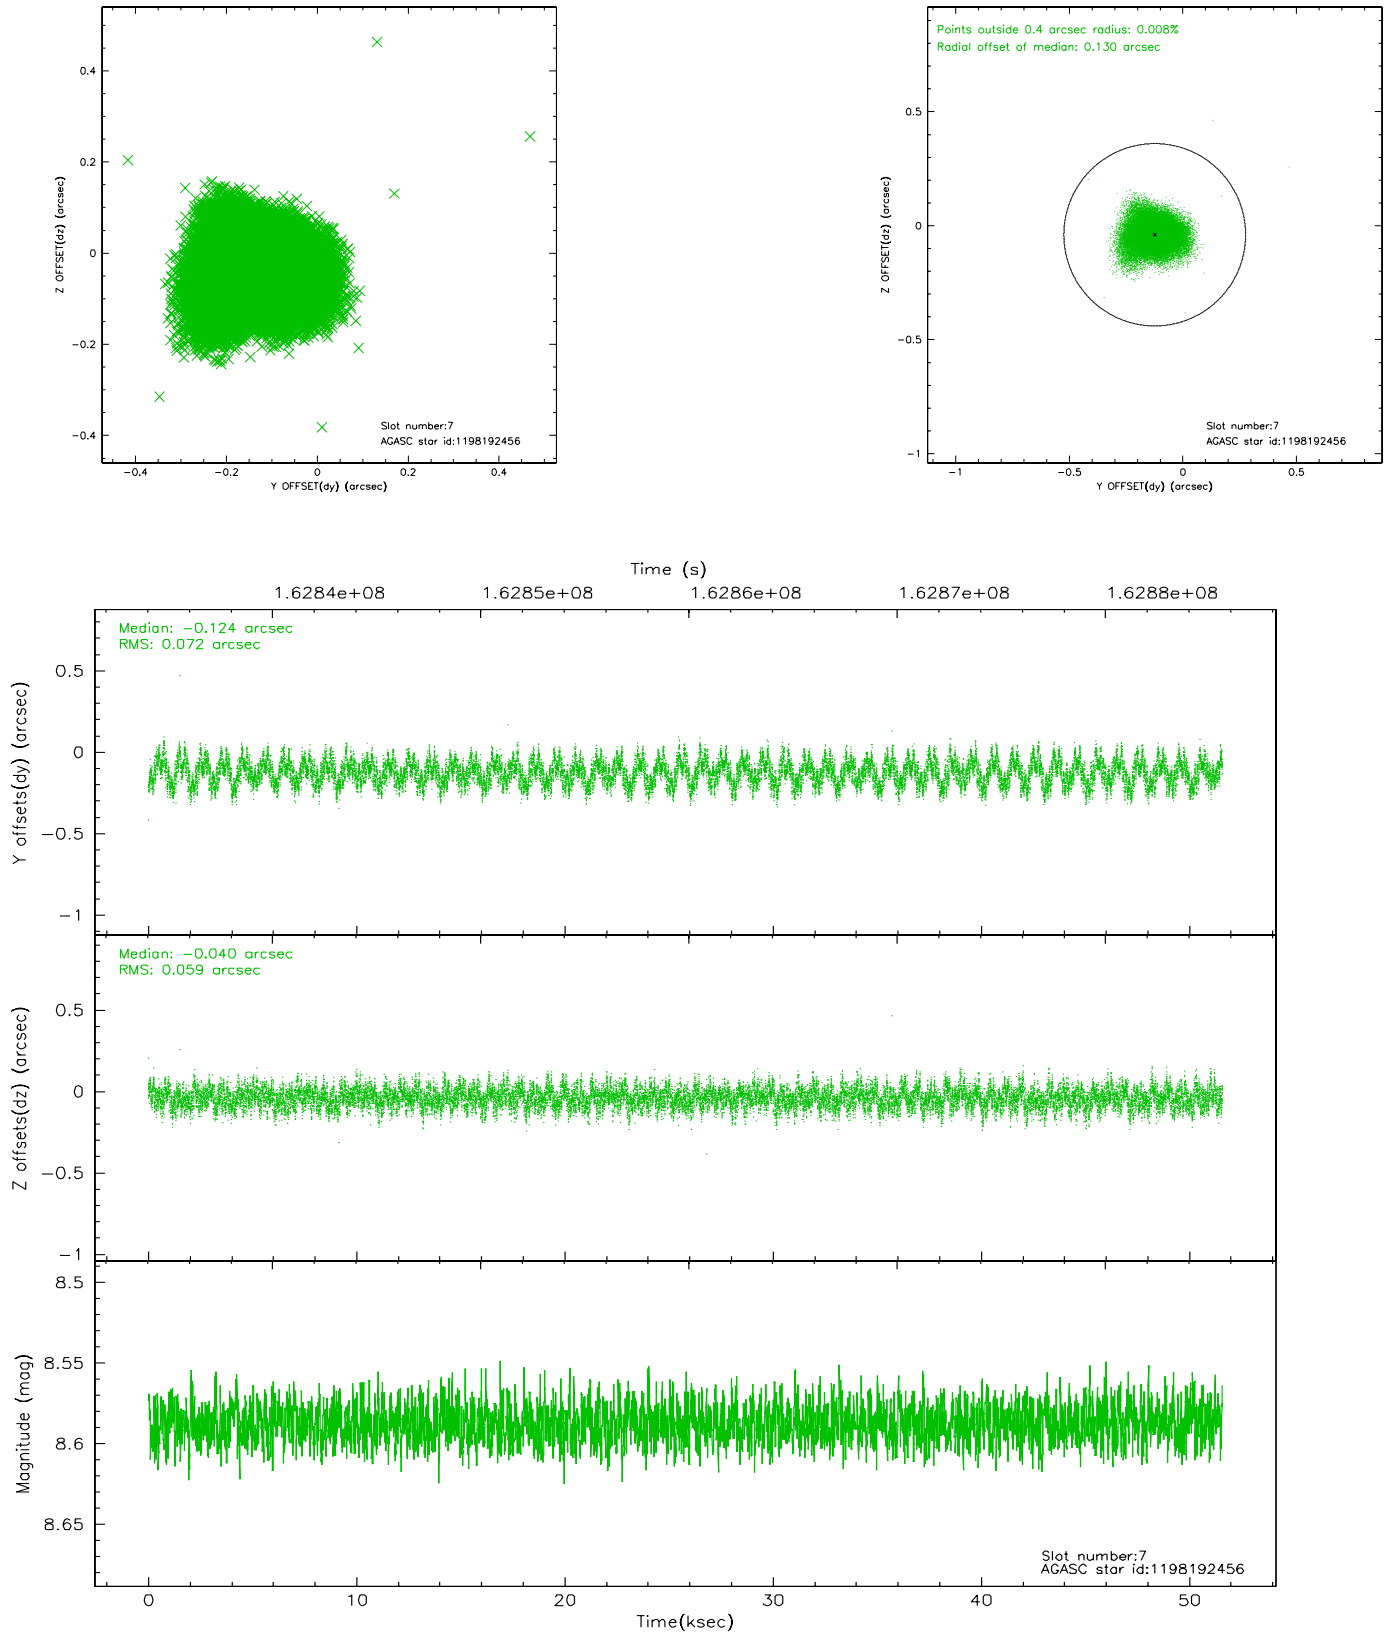 0.4
0.2
0
−0.2
−0.4
Z OFFSET(dz) (arcsec)
−0.4 −0.2 0 0.2 0.4
Y OFFSET(dy) (arcsec)
Slot number:7
AGASC star id:1198192456
Points outside 0.4 arcsec radius: 0.008%
Radial offset of median: 0.130 arcsec
0.5
0
−0.5
−1
Z OFFSET(dz) (arcsec)
−1 −0.5 0 0.5
Y OFFSET(dy) (arcsec)
Slot number:7
AGASC star id:1198192456
Time (s)
1.6284e+08 1.6285e+08 1.6286e+08 1.6287e+08 1.6288e+08
Median: −0.124 arcsec
RMS: 0.072 arcsec
0.5
0
−0.5
−1
Y offsets(dy) (arcsec)
Median: −0.040 arcsec
RMS: 0.059 arcsec
0.5
0
−0.5
−1
Z offsets(dz) (arcsec)
8.5
8.55
8.6
8.65
Magnitude (mag)
Slot number:7
AGASC star id:1198192456
0 10 20 30 40 50
Time(ksec)